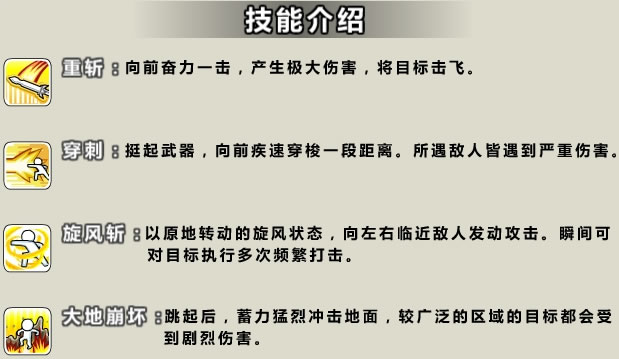 技能介绍
重斩：向前奋力一击，产生极大伤害，将目标击飞。
穿刺：挺起武器，向前疾速穿梭一段距离。所遇敌人皆遇到严重伤害。
旋风斩：以原地转动的旋风状态，向左右临近敌人发动攻击。瞬间可
对目标执行多次频繁打击。
大地崩坏：跳起后，蓄力猛烈冲击地面，较广泛的区域的目标都会受
到剧烈伤害。